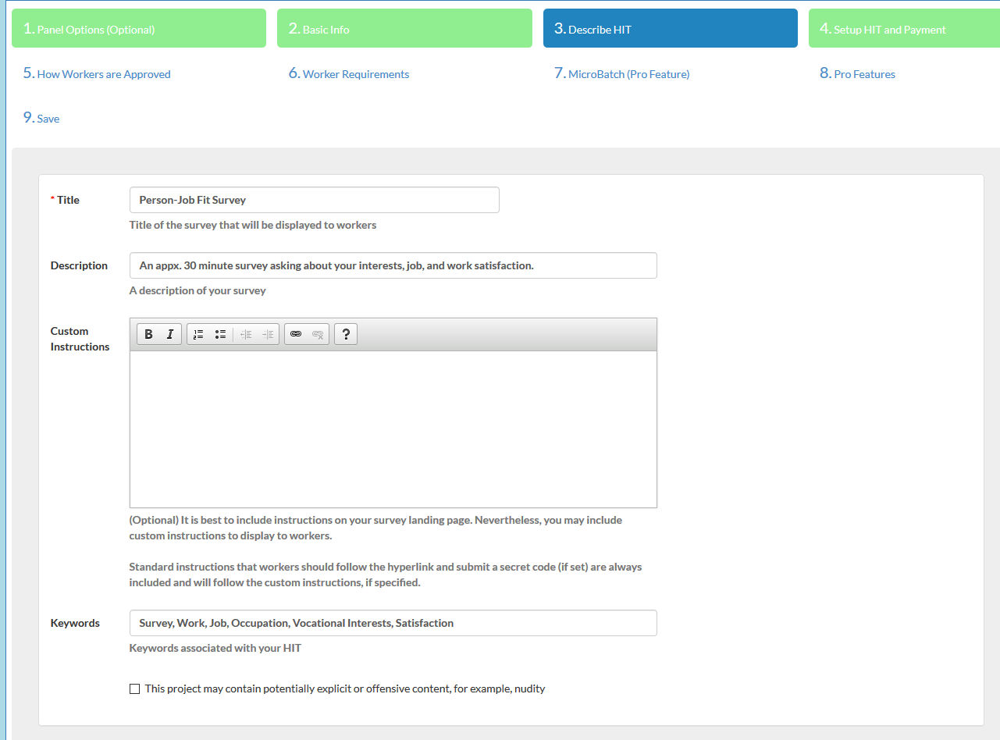 1. Panel Options (Optional)
2. Basic Info
3. Describe HIT
4. Setup HIT and Payment
5. How Workers are Approved
6. Worker Requirements
7. MicroBatch (Pro Feature)
8. Pro Features
9. Save
* Title
Person-Job Fit Survey
Title of the survey that will be displayed to workers
Description
An appx. 30 minute survey asking about your interests, job, and work satisfaction.
A description of your survey
Custom
Instructions
B I ?
(Optional) It is best to include instructions on your survey landing page. Nevertheless, you may include
custom instructions to display to workers.
Standard instructions that workers should follow the hyperlink and submit a secret code (if set) are always
included and will follow the custom instructions, if specified.
Keywords
Survey, Work, Job, Occupation, Vocational Interests, Satisfaction
Keywords associated with your HIT
This project may contain potentially explicit or offensive content, for example, nudity